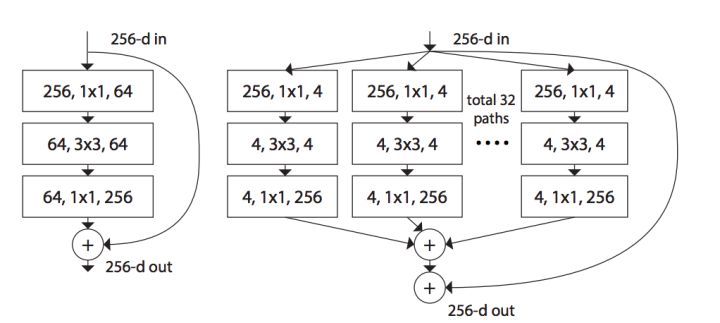 256-d in
256, 1x1, 64
64, 3x3, 64
64, 1x1, 256
+
256-d out
256-d in
256, 1x1, 4
256, 1x1, 4
total 32
paths
....
256, 1x1, 4
4, 3x3, 4
4, 3x3, 4
4, 3x3, 4
4, 1x1, 256
4, 1x1, 256
4, 1x1, 256
+
+
256-d out